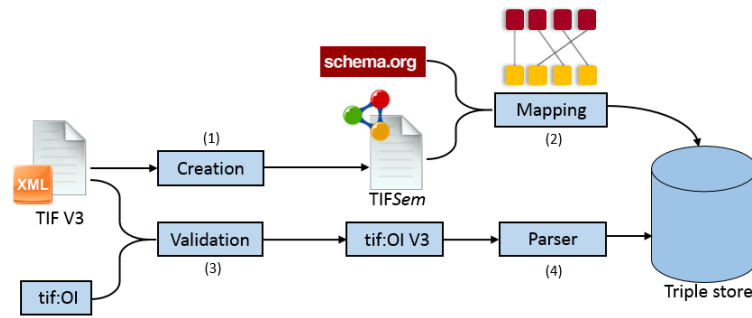 schema.org
Mapping
(2)
(1)
Creation
XML
TIF V3
TIFSem
Validation
(3)
tif:OI V3
Parser
(4)
tif:OI
Triple store